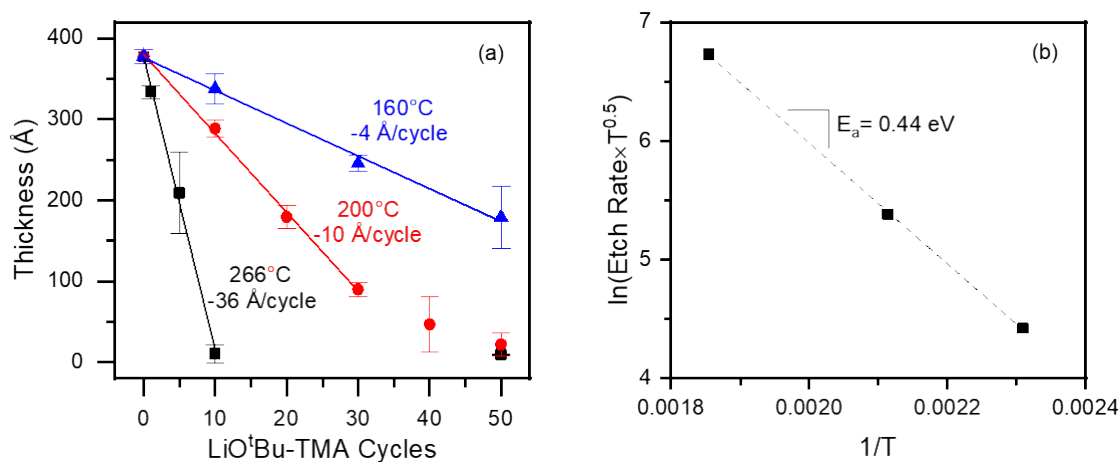 (a)
Thickness (Å)
400
300
200
100
0
160°C
-4 Å/cycle
200°C
-10 Å/cycle
266°C
-36 Å/cycle
0 10 20 30 40 50
LiOᵗBu-TMA Cycles
(b)
ln(Etch Rate×T⁰·⁵)
7
6
5
4
Eₐ= 0.44 eV
0.0018 0.0020 0.0022 0.0024
1/T